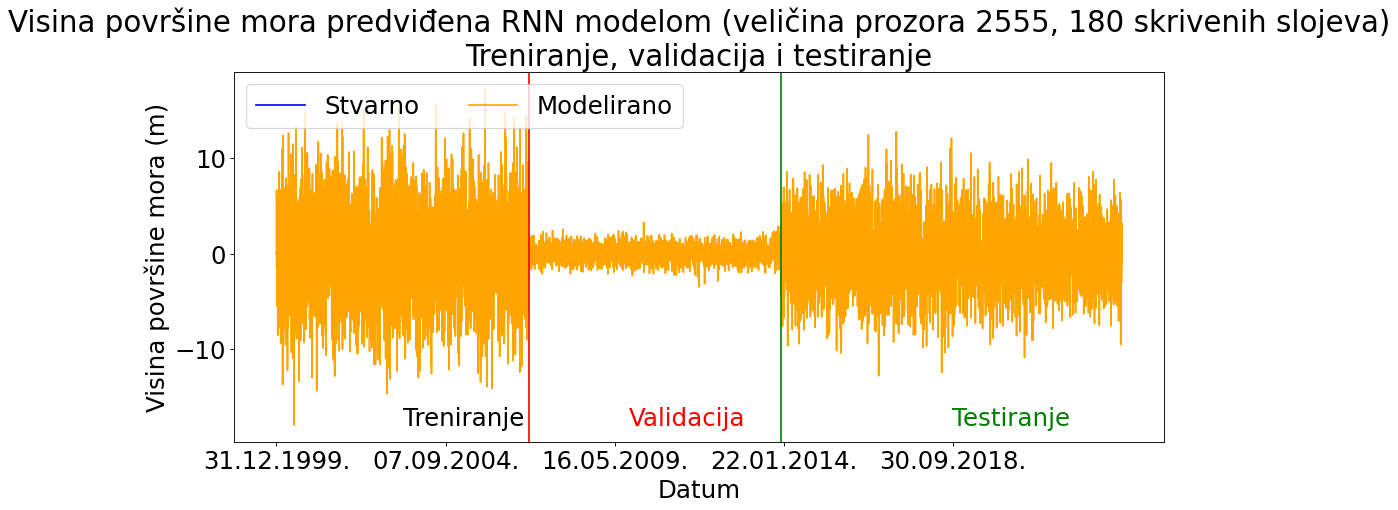 Visina površine mora predviđena RNN modelom (veličina prozora 2555, 180 skrivenih slojeva)
Treniranje, validacija i testiranje
Stvarno Modelirano
Visina površine mora (m)
10
0
−10
Treniranje Validacija Testiranje
31.12.1999. 07.09.2004. 16.05.2009. 22.01.2014. 30.09.2018.
Datum